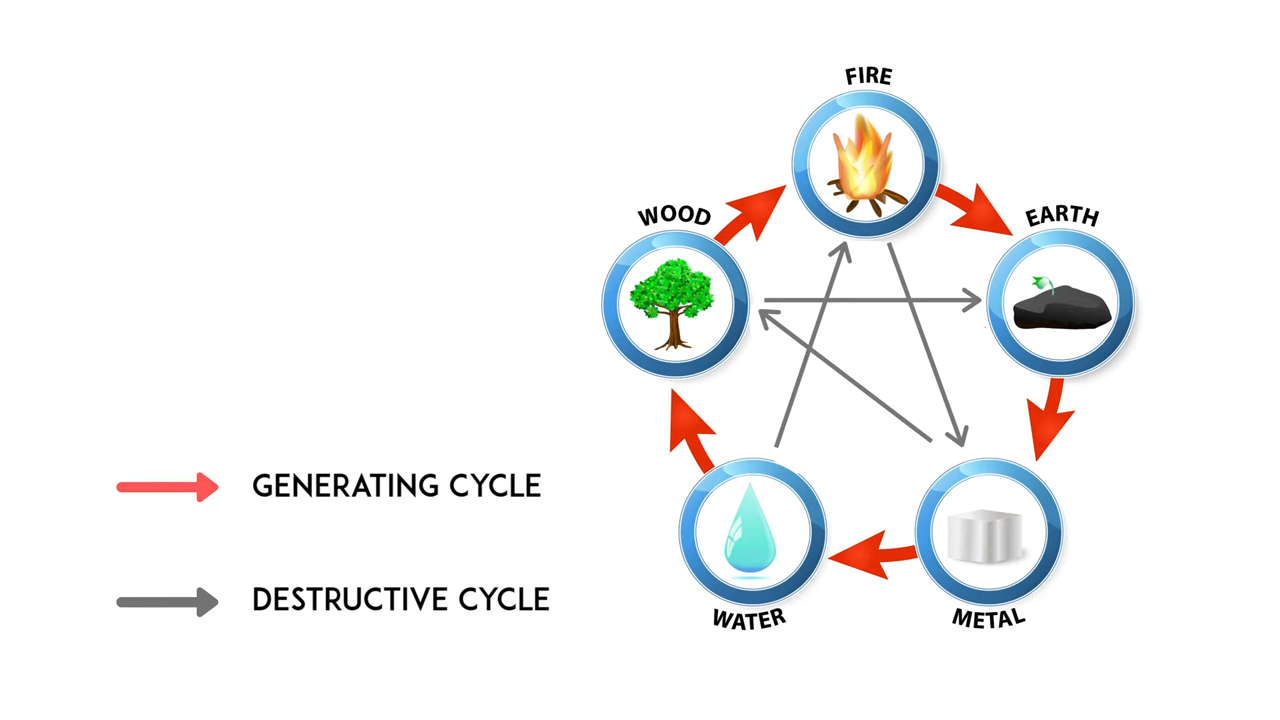 FIRE
WOOD
EARTH
GENERATING CYCLE
DESTRUCTIVE CYCLE
WATER
METAL